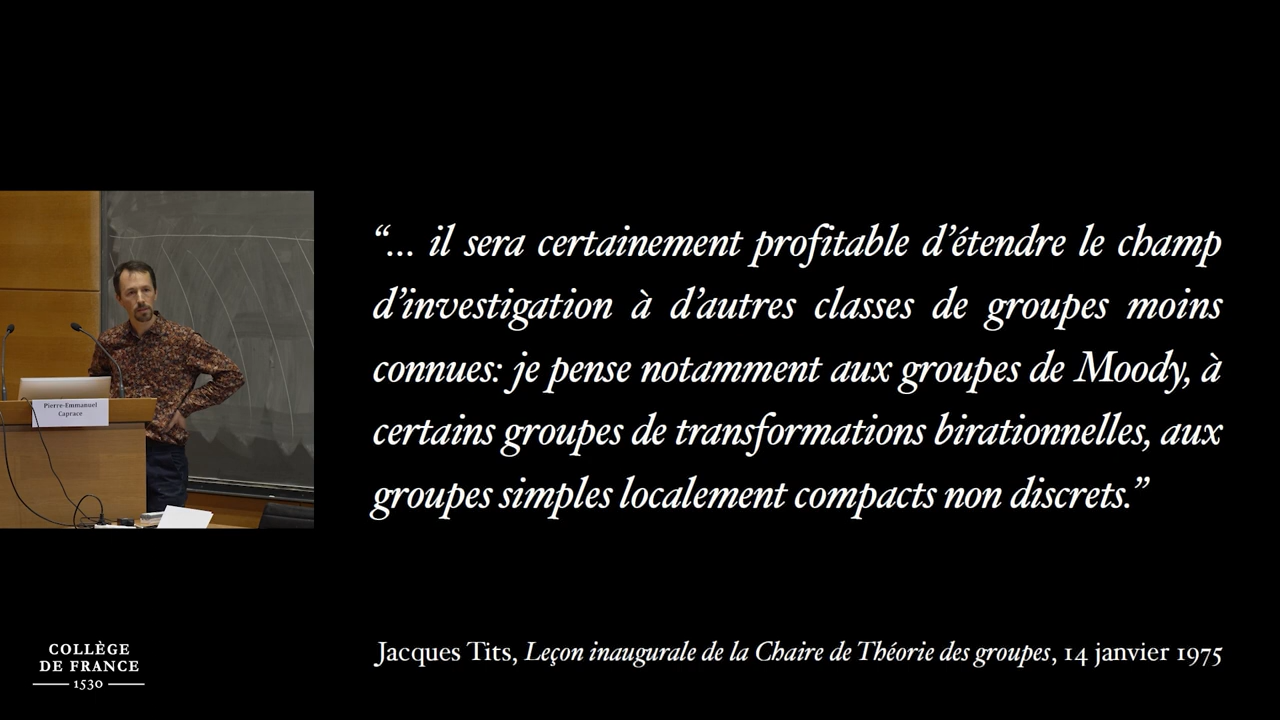 “... il sera certainement profitable d’étendre le champ
d’investigation à d’autres classes de groupes moins
connues: je pense notamment aux groupes de Moody, à
certains groupes de transformations birationnelles, aux
groupes simples localement compacts non discrets.”
Pierre-Emmanuel
Caprace
Jacques Tits, Leçon inaugurale de la Chaire de Théorie des groupes, 14 janvier 1975
COLLÈGE
DE FRANCE
1530